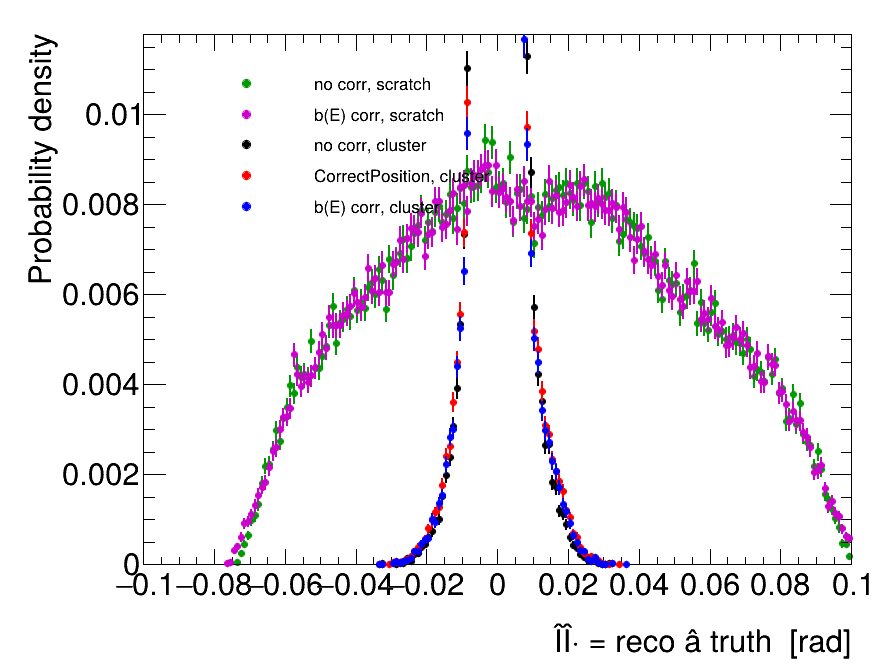 Probability density
no corr, scratch
b(E) corr, scratch
no corr, cluster
CorrectPosition, cluster
b(E) corr, cluster
0.01
0.008
0.006
0.004
0.002
0
−0.1 −0.08 −0.06 −0.04 −0.02 0 0.02 0.04 0.06 0.08 0.1
ÎÎ· = reco â truth [rad]